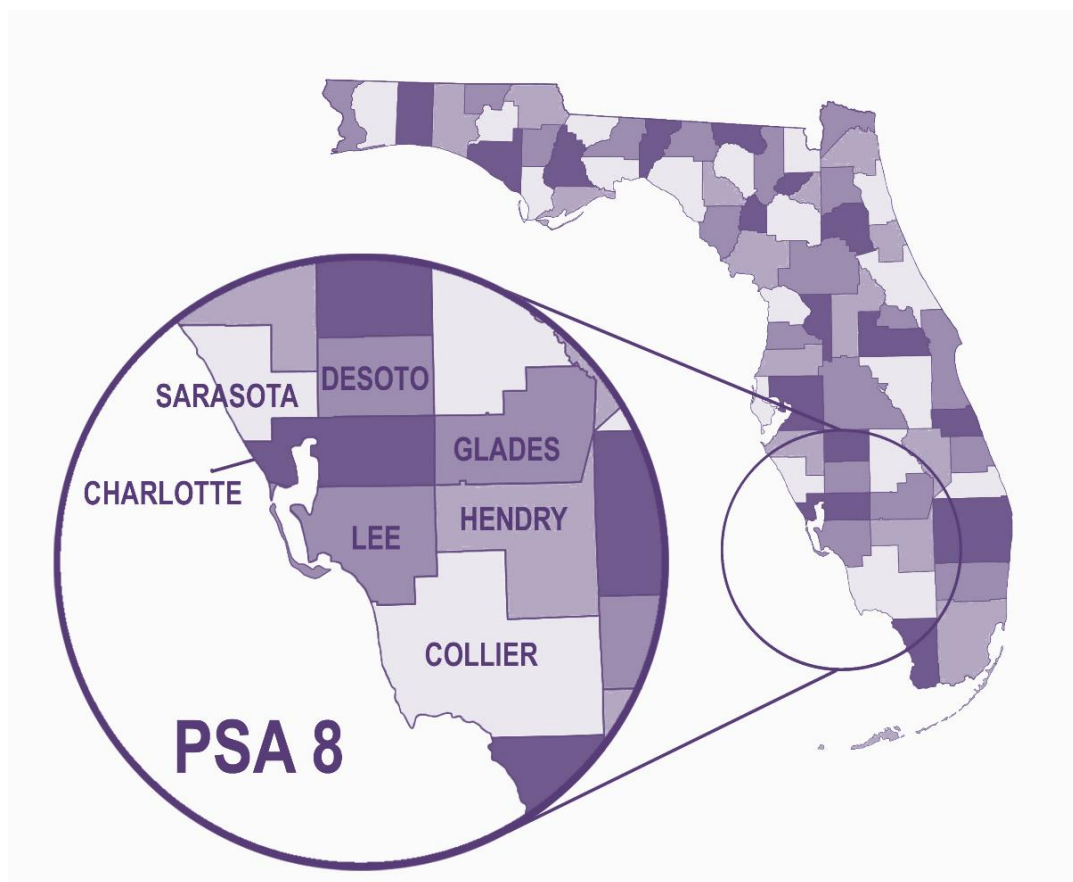 DESOTO
SARASOTA
GLADES
CHARLOTTE
HENDRY
LEE
COLLIER
PSA 8